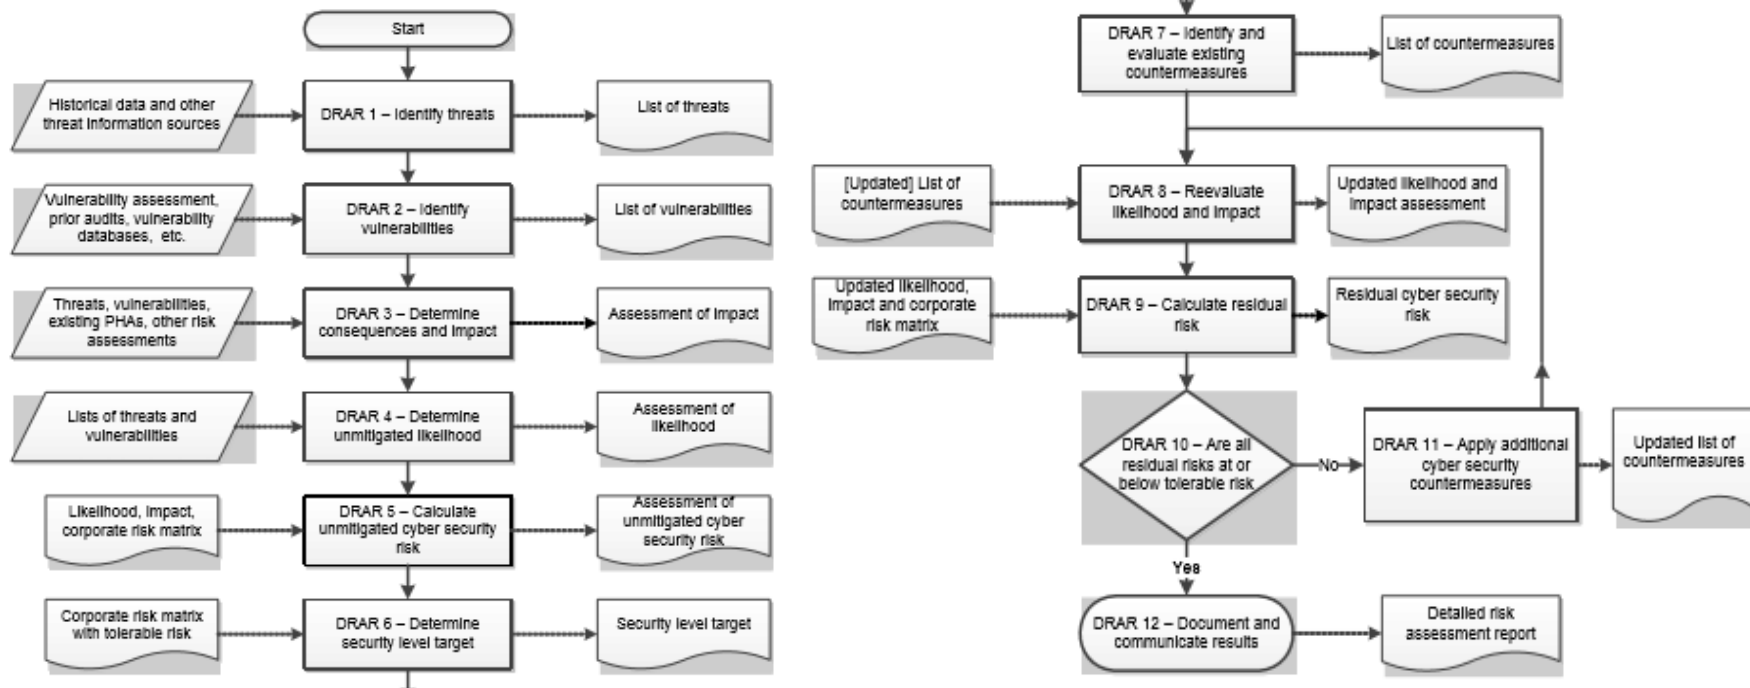 Start
Historical data and other
threat information sources
DRAR 1 – Identify threats
List of threats
Vulnerability assessment,
prior audits, vulnerability
databases, etc.
DRAR 2 – Identify
vulnerabilities
List of vulnerabilities
Threats, vulnerabilities,
existing PHAs, other risk
assessments
DRAR 3 – Determine
consequences and impact
Assessment of impact
Lists of threats and
vulnerabilities
DRAR 4 – Determine
unmitigated likelihood
Assessment of
likelihood
Likelihood, impact,
corporate risk matrix
DRAR 5 – Calculate
unmitigated cyber security
risk
Assessment of
unmitigated cyber
security risk
Corporate risk matrix
with tolerable risk
DRAR 6 – Determine
security level target
Security level target
DRAR 7 – Identify and
evaluate existing
countermeasures
List of countermeasures
[Updated] List of
countermeasures
DRAR 8 – Reevaluate
likelihood and impact
Updated likelihood and
impact assessment
Updated likelihood,
impact and corporate
risk matrix
DRAR 9 – Calculate residual
risk
Residual cyber security
risk
DRAR 10 – Are all
residual risks at or
below tolerable risk
No
DRAR 11 – Apply additional
cyber security
countermeasures
Updated list of
countermeasures
Yes
DRAR 12 – Document and
communicate results
Detailed risk
assessment report